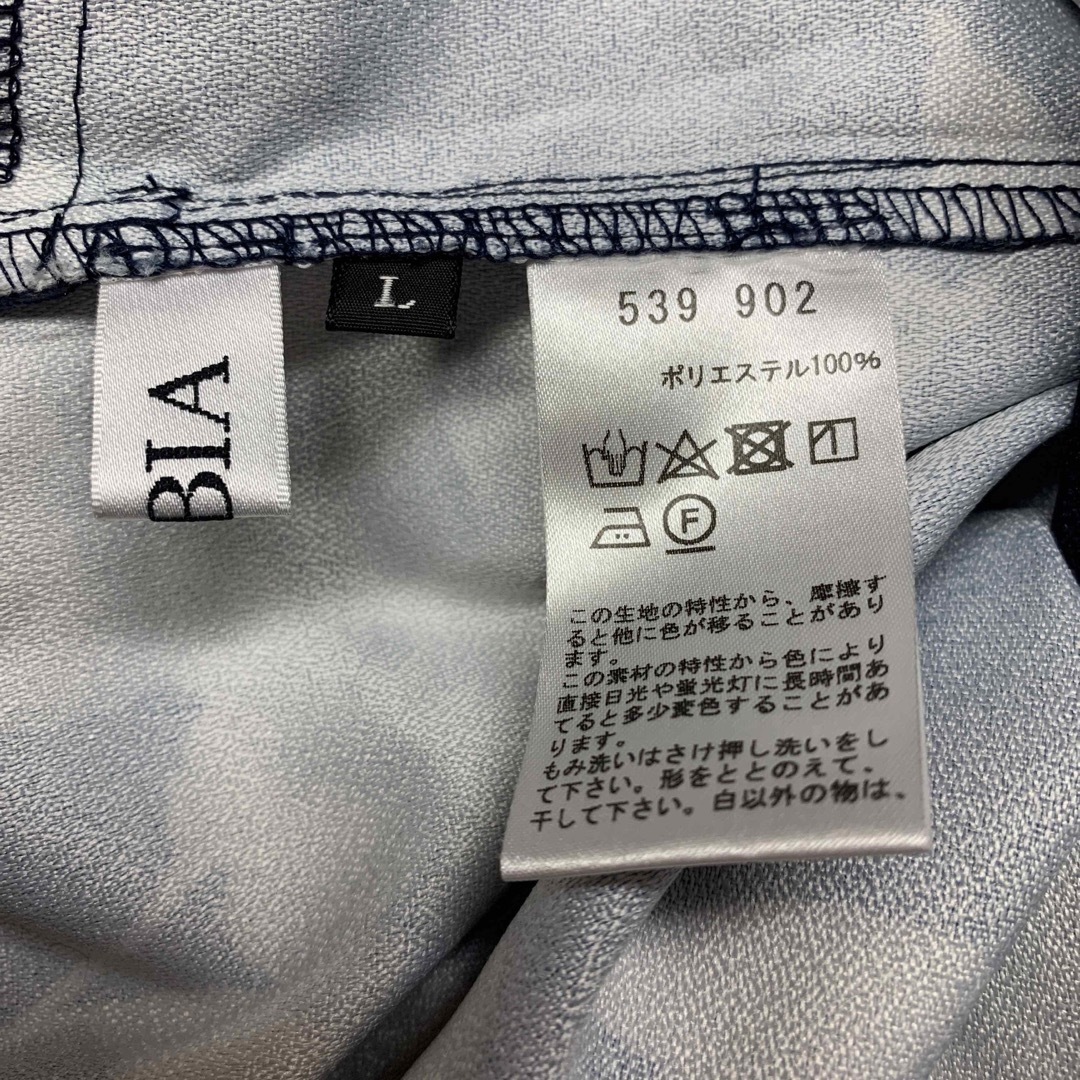 BIA
L
539 902
ポリエステル100%
F
この生地の特性から、摩擦す
ると他に色が移ることがあり
ます。
この素材の特性から色により
直接日光や蛍光灯に長時間あ
てると多少変色することがあ
ります。
もみ洗いはさけ押し洗いをし
て下さい。形をととのえて、
干して下さい。白以外の物は、